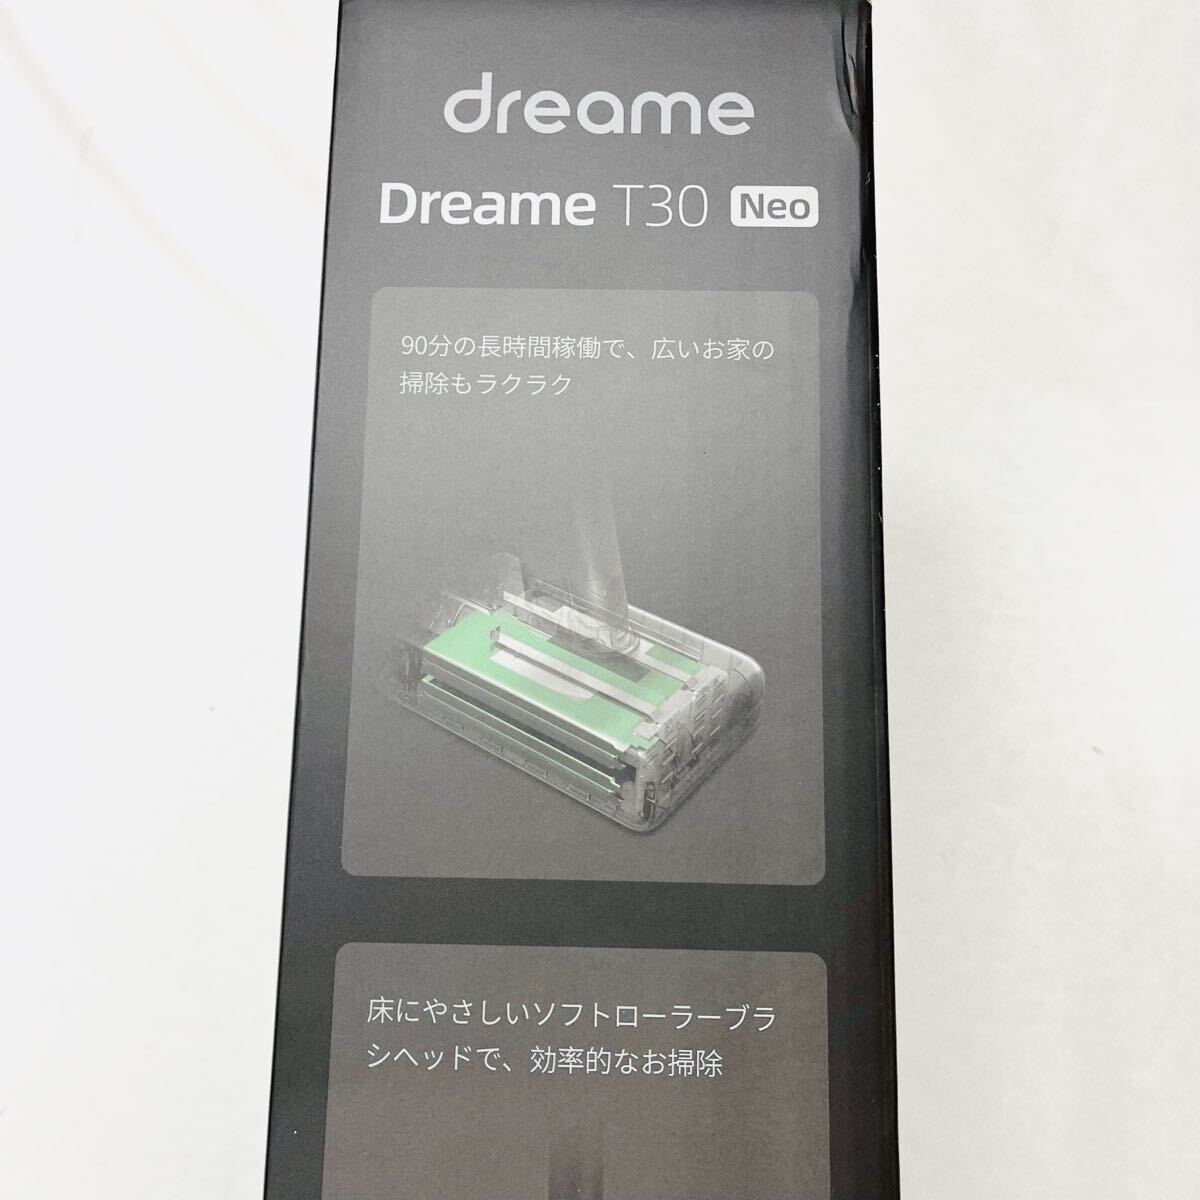 dreame
Dreame T30 Neo
90分の長時間稼働で、広いお家の
掃除もラクラク
床にやさしいソフトローラーブラ
シヘッドで、効率的なお掃除